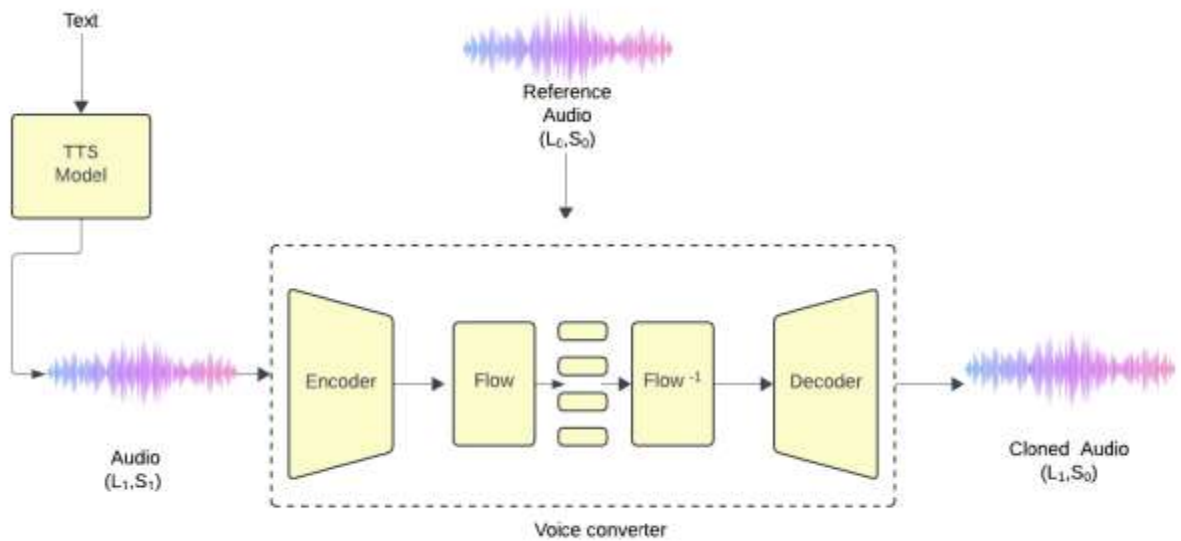 Text
TTS
Model
Reference
Audio
(L₀,S₀)
Encoder
Flow
Flow ⁻¹
Decoder
Audio
(L₁,S₁)
Cloned Audio
(L₁,S₀)
Voice converter